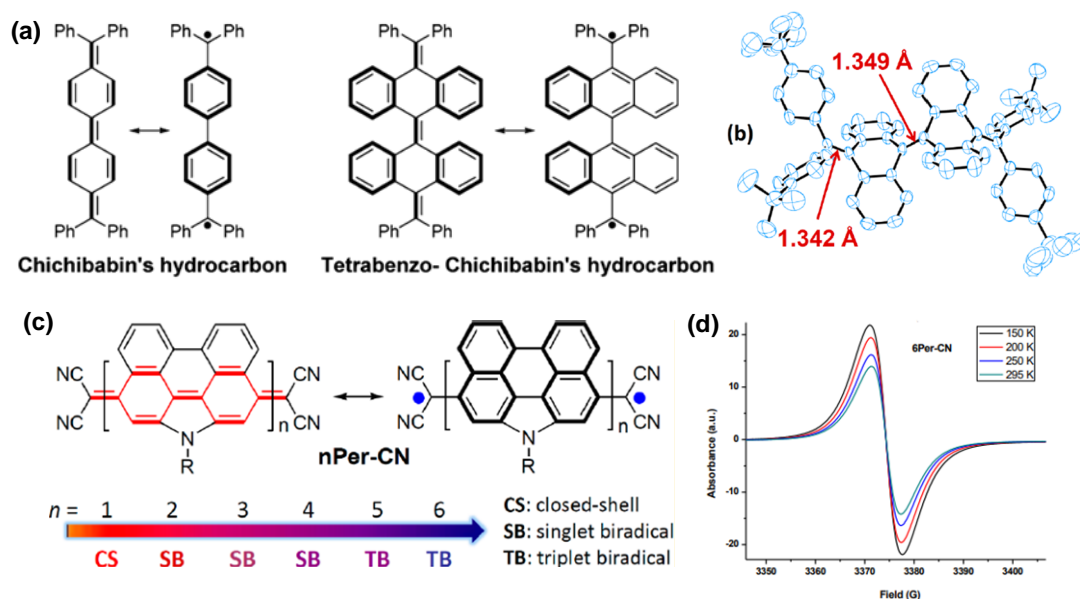 (a)
Ph Ph Ph Ph Ph Ph Ph Ph
Ph Ph Ph Ph Ph Ph Ph Ph
Chichibabin's hydrocarbon
Tetrabenzo- Chichibabin's hydrocarbon
(b)
1.349 Å
1.342 Å
(c)
NC CN NC CN
NC n CN NC n CN
N N
R R
nPer-CN
n = 1 2 3 4 5 6
CS SB SB SB TB TB
CS: closed-shell
SB: singlet biradical
TB: triplet biradical
(d)
6Per-CN
150 K
200 K
250 K
295 K
Absorbance (a.u.)
20
10
0
-10
-20
3350 3360 3370 3380 3390 3400
Field (G)